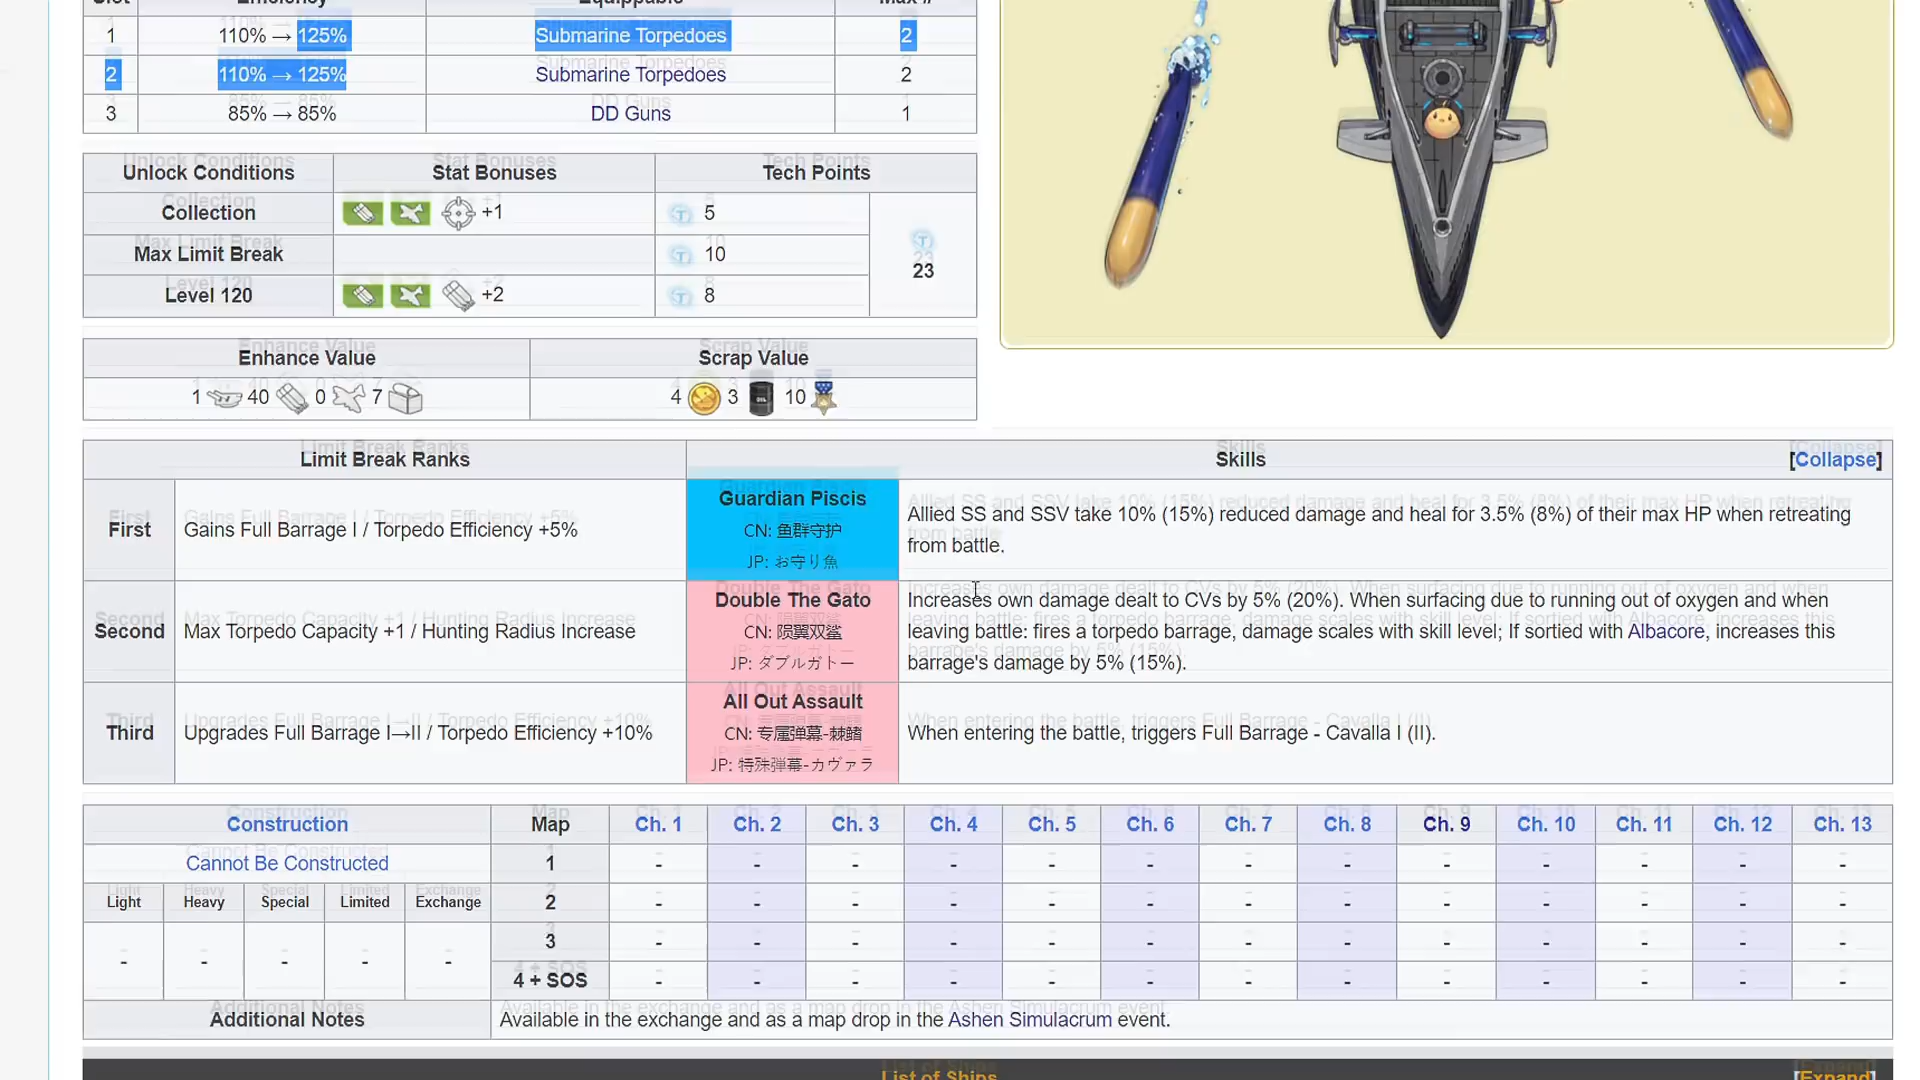 Slot Efficiency Equippable Max #
1 110% → 125% Submarine Torpedoes 2
2 110% → 125% Submarine Torpedoes 2
3 85% → 85% DD Guns 1
Unlock Conditions Stat Bonuses Tech Points
Collection +1 5
Max Limit Break 10
23
Level 120 +2 8
Enhance Value Scrap Value
1 40 0 7 4 3 10
Limit Break Ranks Skills [Collapse]
First Gains Full Barrage I / Torpedo Efficiency +5%
Guardian Piscis
CN: 鱼群守护
JP: お守り魚
Allied SS and SSV take 10% (15%) reduced damage and heal for 3.5% (8%) of their max HP when retreating
from battle.
Second Max Torpedo Capacity +1 / Hunting Radius Increase
Double The Gato
CN: 陨翼双鲨
JP: ダブルガトー
Increases own damage dealt to CVs by 5% (20%). When surfacing due to running out of oxygen and when
leaving battle: fires a torpedo barrage, damage scales with skill level; If sortied with Albacore, increases this
barrage's damage by 5% (15%).
Third Upgrades Full Barrage I→II / Torpedo Efficiency +10%
All Out Assault
CN: 专属弹幕-棘鳍
JP: 特殊弾幕-カヴァラ
When entering the battle, triggers Full Barrage - Cavalla I (II).
Construction Map Ch. 1 Ch. 2 Ch. 3 Ch. 4 Ch. 5 Ch. 6 Ch. 7 Ch. 8 Ch. 9 Ch. 10 Ch. 11 Ch. 12 Ch. 13
Cannot Be Constructed 1 - - - - - - - - - - - - -
Light Heavy Special Limited Exchange 2 - - - - - - - - - - - - -
- - - - - 3 - - - - - - - - - - - - -
4 + SOS - - - - - - - - - - - - -
Additional Notes Available in the exchange and as a map drop in the Ashen Simulacrum event.
List of Ships [Expand]